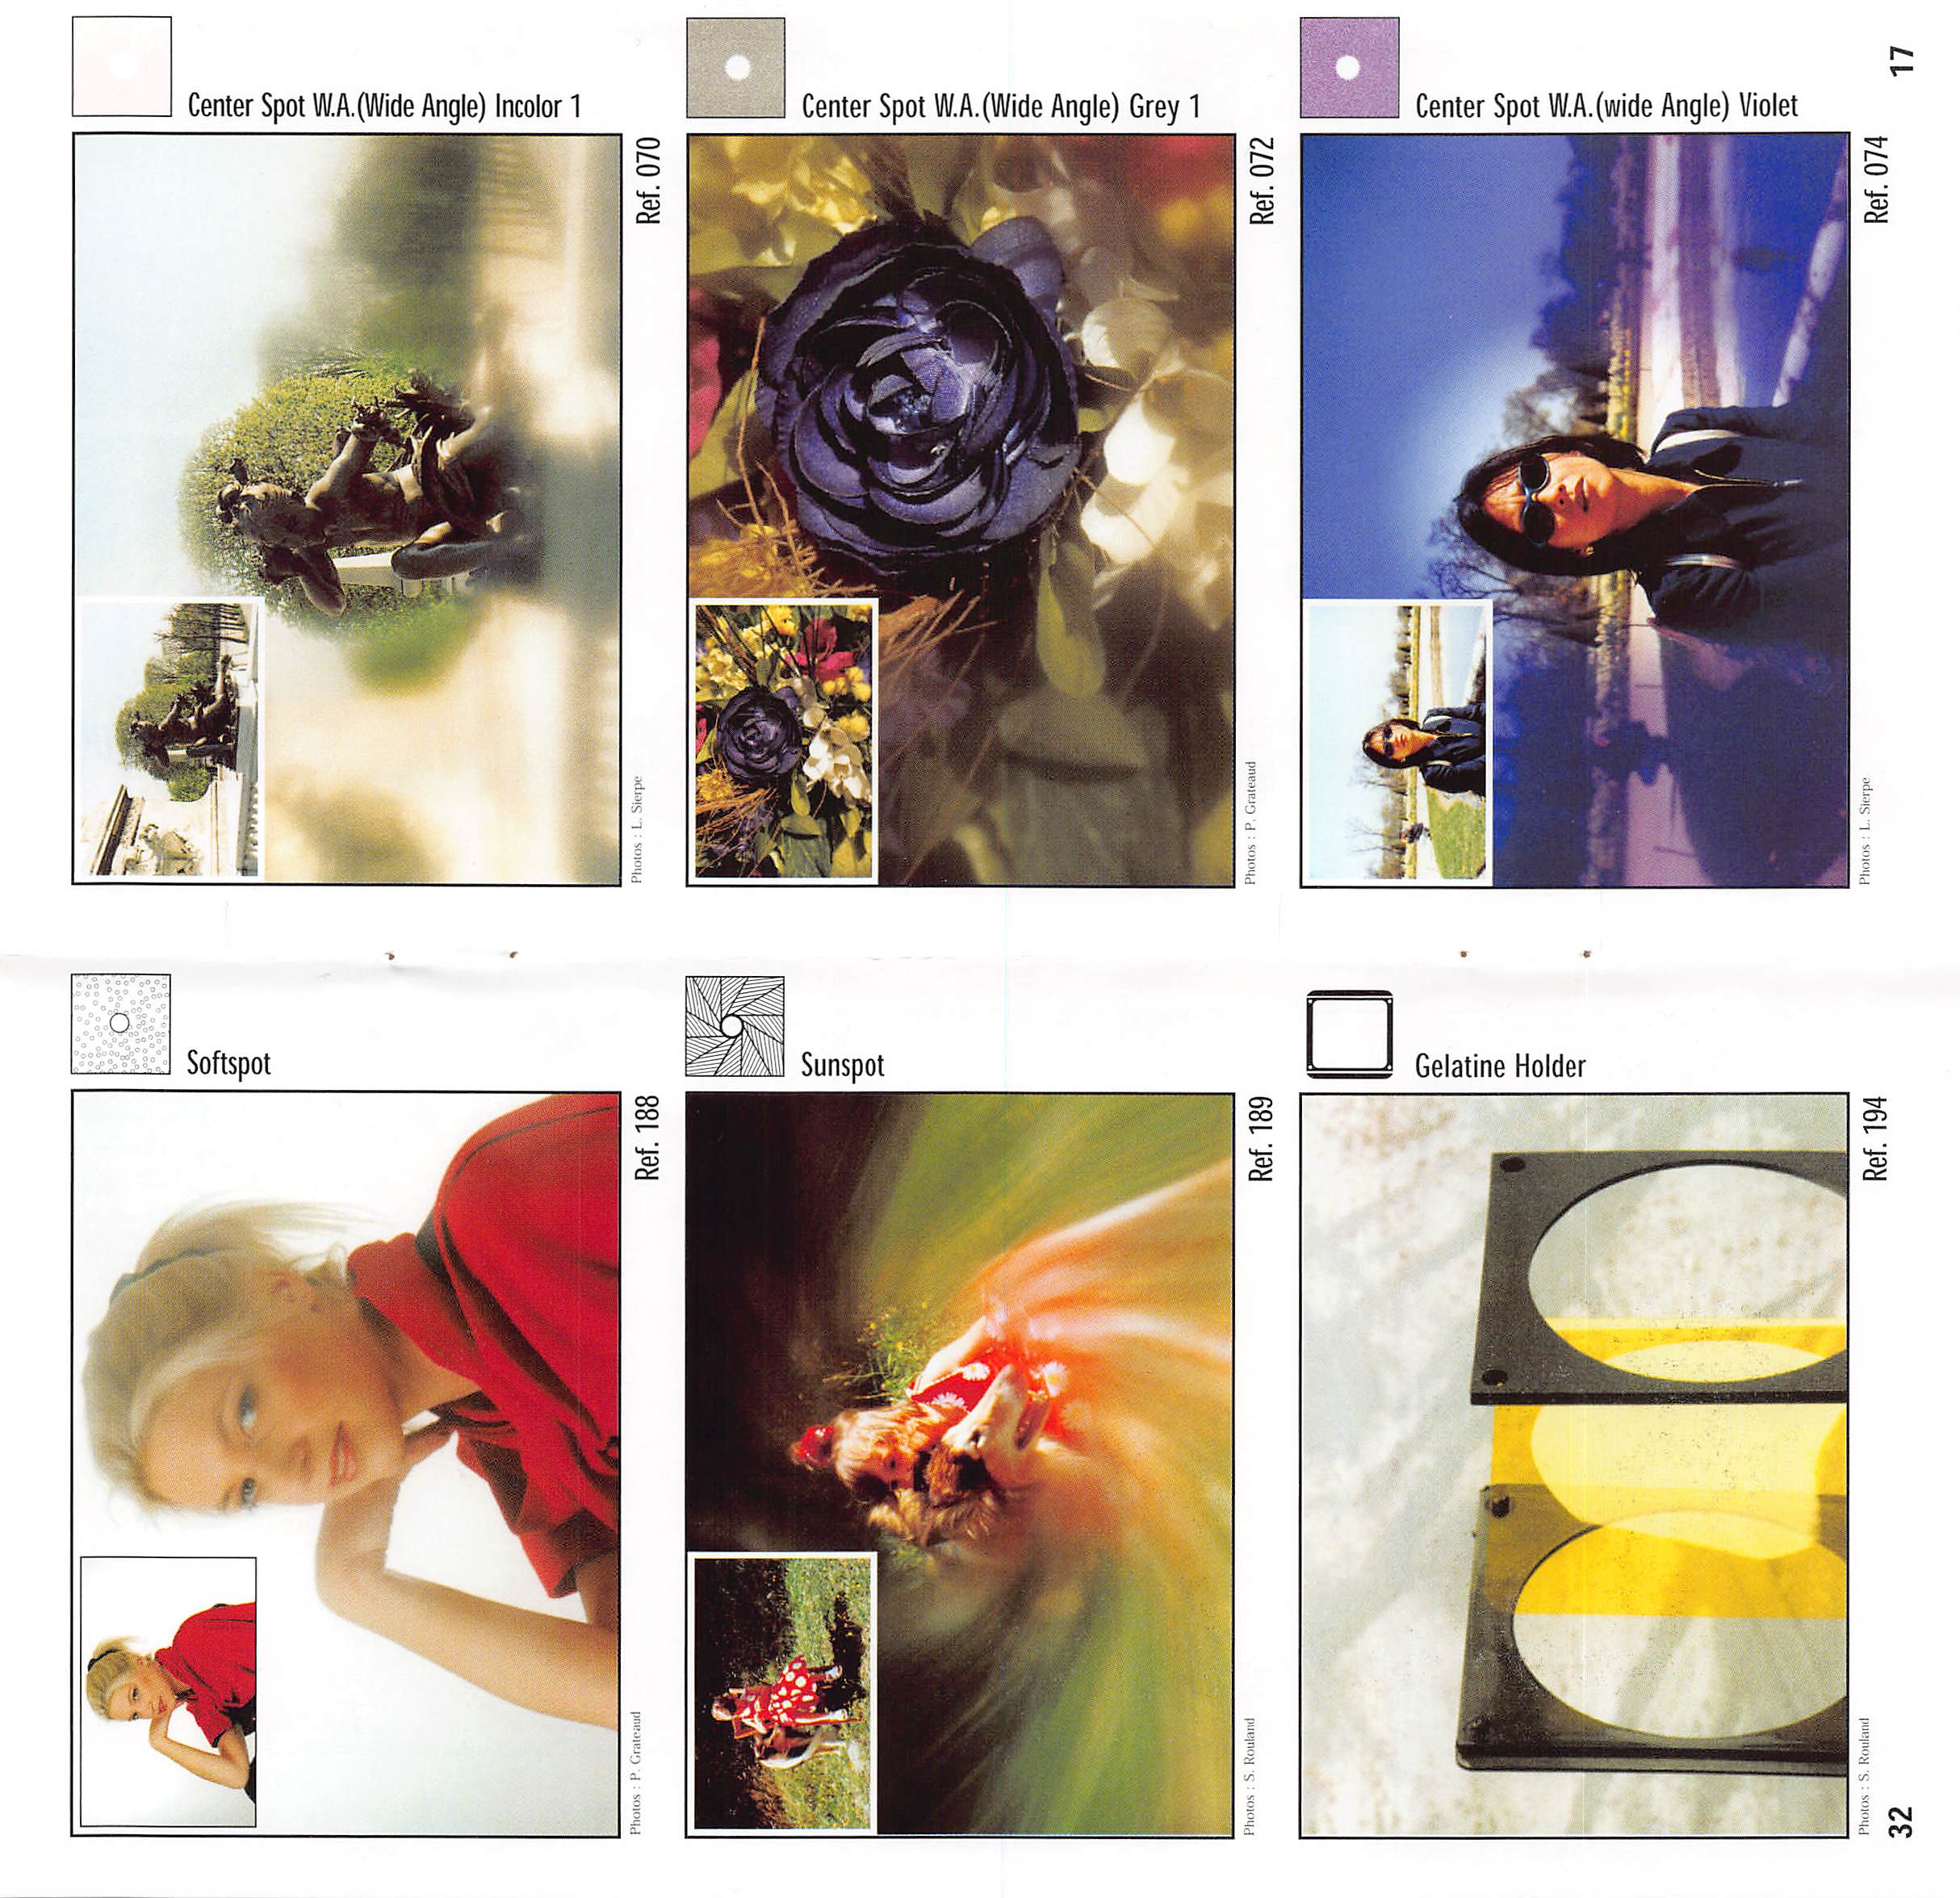 Center Spot W.A.(Wide Angle) Incolor 1
Ref. 070
Photos : L. Sierpe
Center Spot W.A.(Wide Angle) Grey 1
Ref. 072
Photos : P. Grateaud
Center Spot W.A.(wide Angle) Violet
Ref. 074
Photos : L. Sierpe
17
Softspot
Ref. 188
Photos : P. Grateaud
Sunspot
Ref. 189
Photos : S. Rouland
Gelatine Holder
Ref. 194
Photos : S. Rouland
32